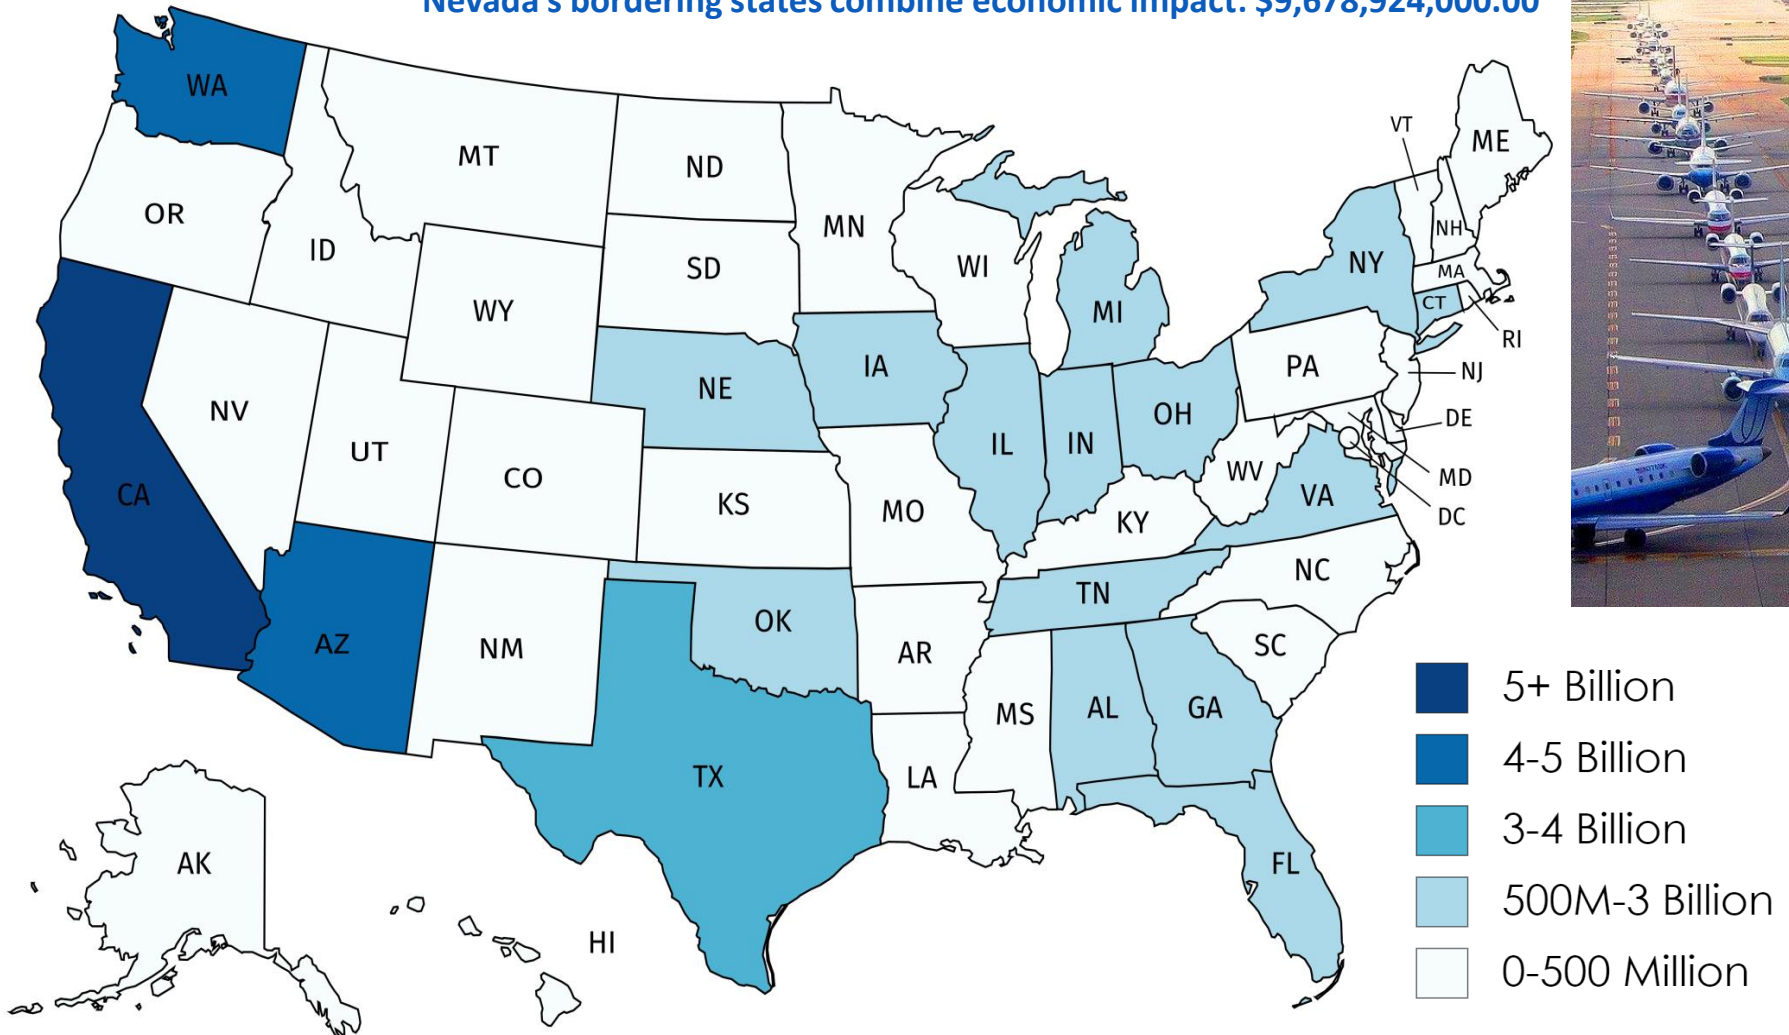 Nevada's bordering states combine economic impact: $9,678,924,000.00
WA
MT
ND
VT
ME
OR
ID
MN
NH
SD
WI
NY
MA
WY
MI
CT
RI
IA
PA
NJ
NE
NV
OH
DE
UT
IL
IN
CO
WV
MD
CA
KS
MO
VA
DC
KY
NC
TN
OK
AZ
NM
AR
SC
MS
AL
GA
TX
LA
FL
AK
HI
5+ Billion
4-5 Billion
3-4 Billion
500M-3 Billion
0-500 Million